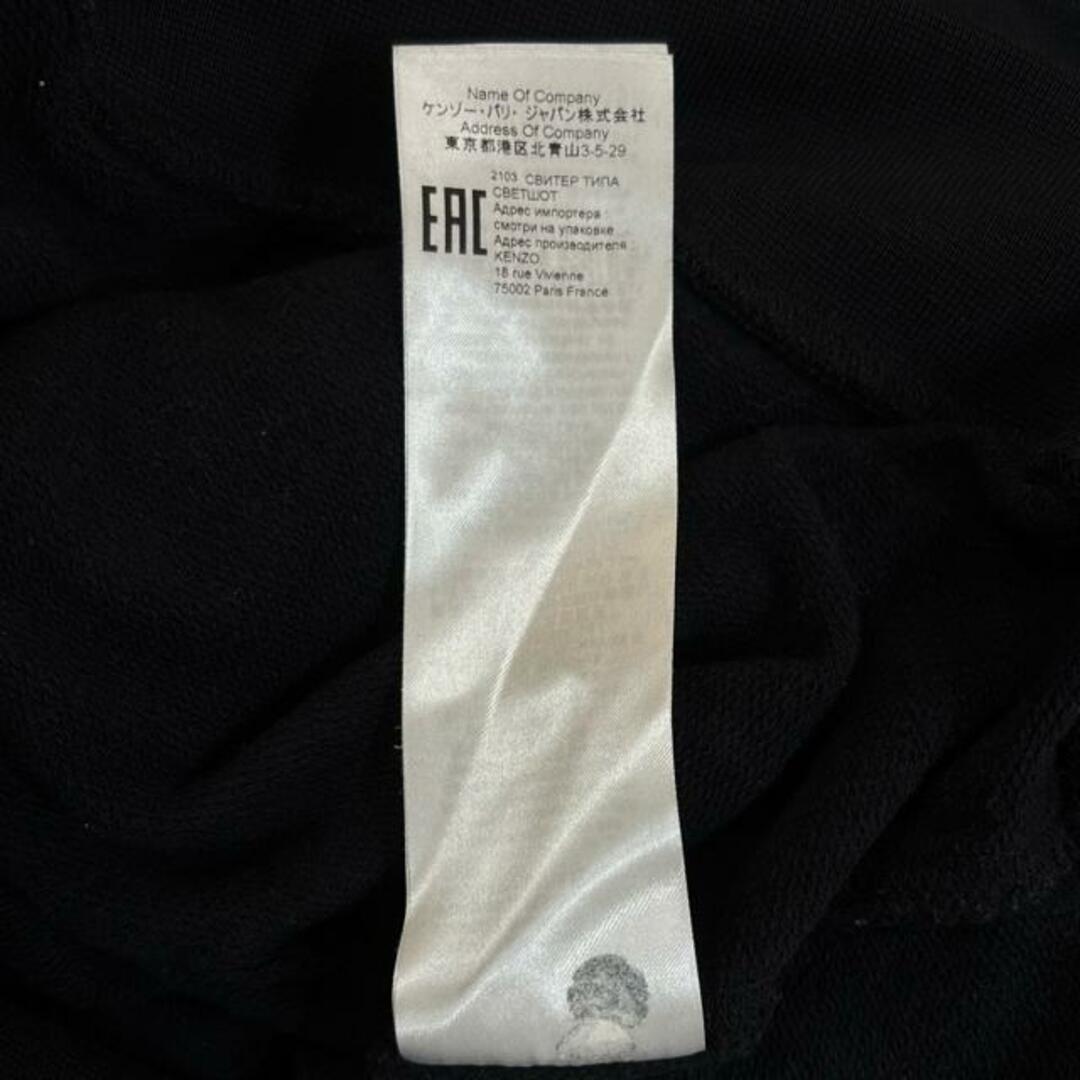 Name Of Company
ケンゾー・パリ・ジャパン株式会社
Address Of Company
東京都港区北青山3-5-29
EAC
2103 СВИТЕР ТИПА
СВЕТШОТ
Адрес импортера :
смотри на упаковке
Адрес производителя :
KENZO
18 rue Vivienne
75002 Paris France